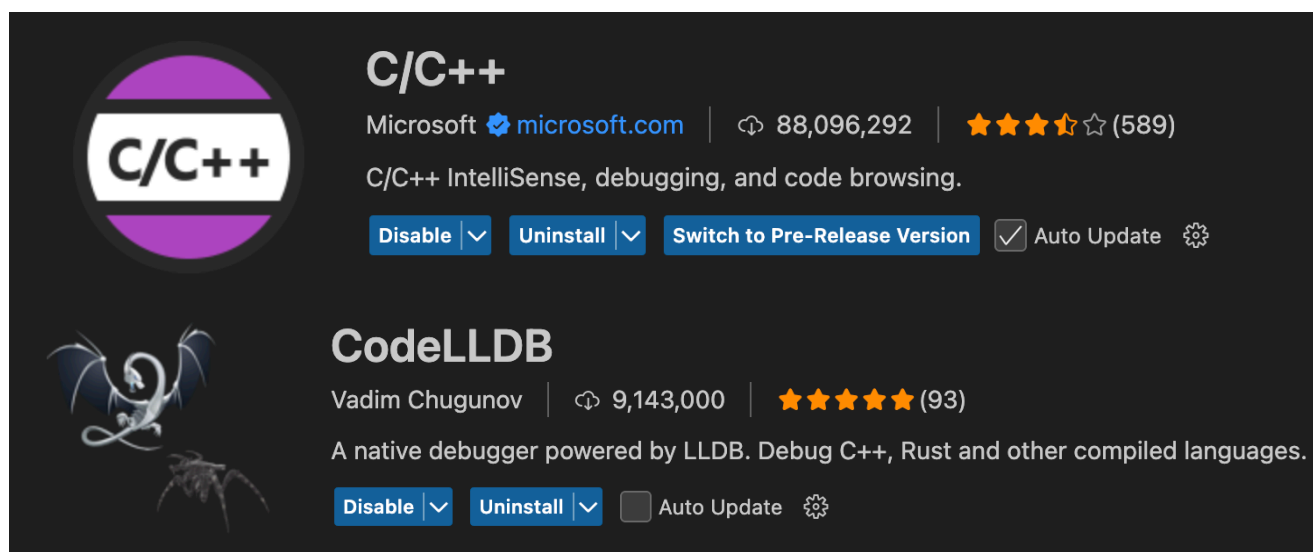 C/C++
C/C++
Microsoft microsoft.com 88,096,292 (589)
C/C++ IntelliSense, debugging, and code browsing.
Disable Uninstall Switch to Pre-Release Version Auto Update
CodeLLDB
Vadim Chugunov 9,143,000 (93)
A native debugger powered by LLDB. Debug C++, Rust and other compiled languages.
Disable Uninstall Auto Update